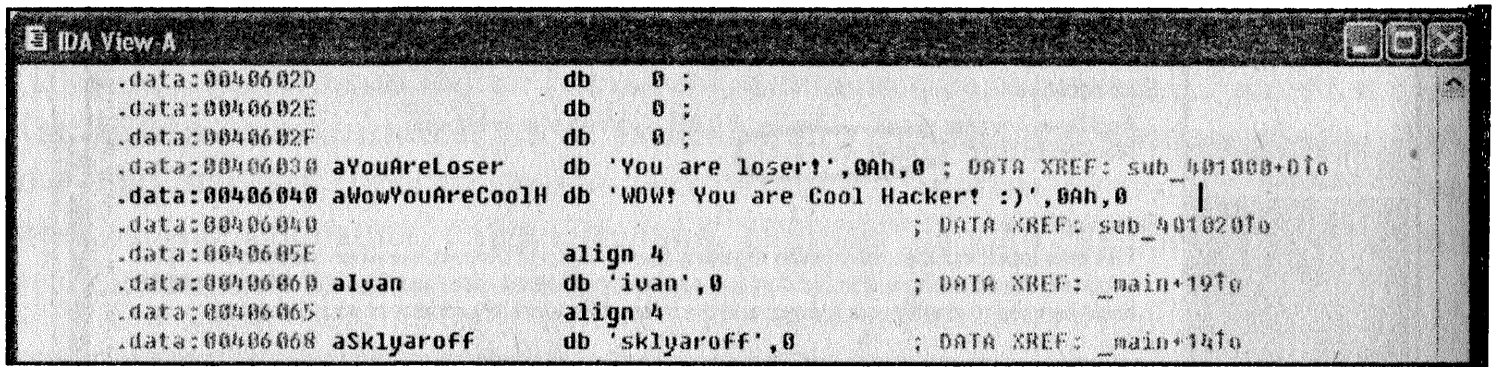 IDA View-A
.data:0040602D db 0 ;
.data:0040602E db 0 ;
.data:0040602F db 0 ;
.data:00406030 aYouAreLoser db 'You are loser!',0Ah,0 ; DATA XREF:
.data:00406040 aWowYouAreCoolH db 'WOW! You are Cool Hacker! :)',0Ah,0
.data:00406040 ; DATA XREF: sub_401020↑o
.data:0040605E align 4
.data:00406060 aIvan db 'ivan',0 ; DATA XREF: _main+19↑o
.data:00406065 align 4
.data:00406068 aSklyaroff db 'sklyaroff',0 ; DATA XREF: _main+14↑o